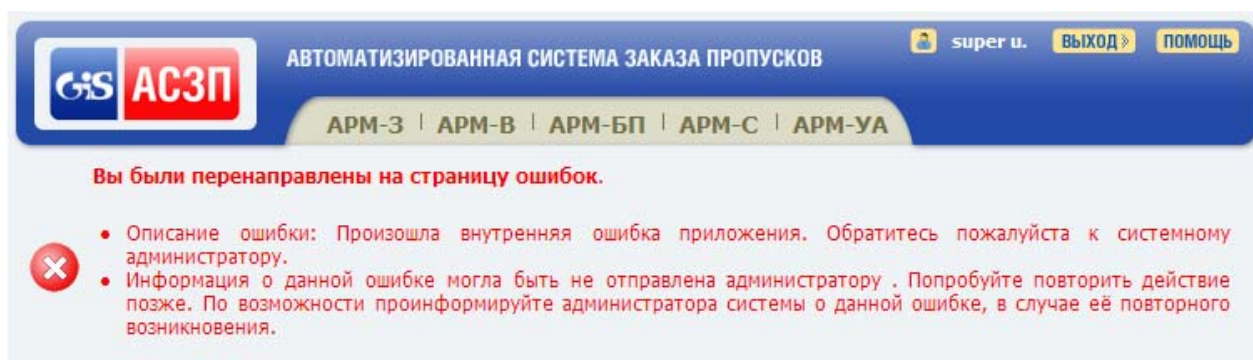 GiS АСЗП
АВТОМАТИЗИРОВАННАЯ СИСТЕМА ЗАКАЗА ПРОПУСКОВ
super u. ВЫХОД» ПОМОЩЬ
АРМ-З | АРМ-В | АРМ-БП | АРМ-С | АРМ-УА
Вы были перенаправлены на страницу ошибок.
• Описание ошибки: Произошла внутренняя ошибка приложения. Обратитесь пожалуйста к системному
администратору.
• Информация о данной ошибке могла быть не отправлена администратору . Попробуйте повторить действие
позже. По возможности проинформируйте администратора системы о данной ошибке, в случае её повторного
возникновения.